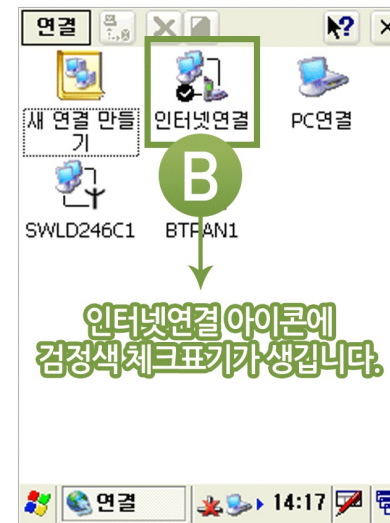 연결
새 연결 만들
기
인터넷연결
PC연결
B
SWLD246C1
BTPAN1
인터넷연결 아이콘에
검정색 체크표기가 생깁니다.
연결
14:17